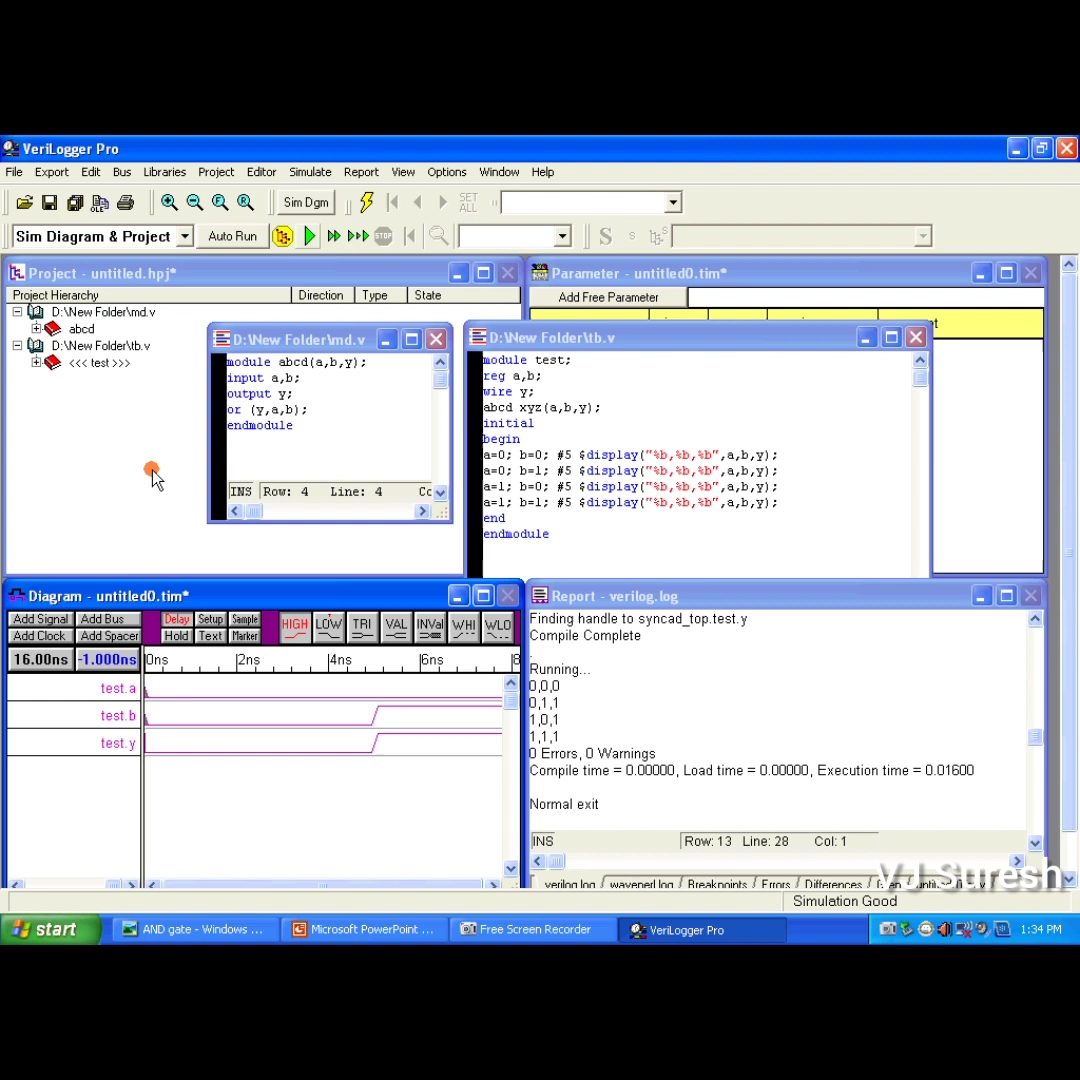 VeriLogger Pro
File Export Edit Bus Libraries Project Editor Simulate Report View Options Window Help
Sim Dgm SET ALL
Sim Diagram & Project Auto Run STOP S S S
Project - untitled.hpj*
Project Hierarchy Direction Type State
D:\New Folder\md.v
abcd
D:\New Folder\tb.v
<<< test >>>
Parameter - untitled0.tim*
Add Free Parameter
D:\New Folder\md.v
module abcd(a,b,y);
input a,b;
output y;
or (y,a,b);
endmodule
INS Row: 4 Line: 4
D:\New Folder\tb.v
module test;
reg a,b;
wire y;
abcd xyz(a,b,y);
initial
begin
a=0; b=0; #5 $display("%b,%b,%b",a,b,y);
a=0; b=1; #5 $display("%b,%b,%b",a,b,y);
a=1; b=0; #5 $display("%b,%b,%b",a,b,y);
a=1; b=1; #5 $display("%b,%b,%b",a,b,y);
end
endmodule
Diagram - untitled0.tim*
Add Signal Add Bus Delay Setup Sample
Add Clock Add Spacer Hold Text Marker
HIGH LOW TRI VAL INVal WHI WLO
16.00ns -1.000ns 0ns 2ns 4ns 6ns 8
test.a
test.b
test.y
Report - verilog.log
Finding handle to syncad_top.test.y
Compile Complete
.
Running...
0,0,0
0,1,1
1,0,1
1,1,1
0 Errors, 0 Warnings
Compile time = 0.00000, Load time = 0.00000, Execution time = 0.01600
Normal exit
INS Row: 13 Line: 28 Col: 1
verilog.log waveperl.log Breakpoints Errors Differences
VJ Suresh
Simulation Good
start AND gate - Windows ... Microsoft PowerPoint ... Free Screen Recorder VeriLogger Pro 1:34 PM